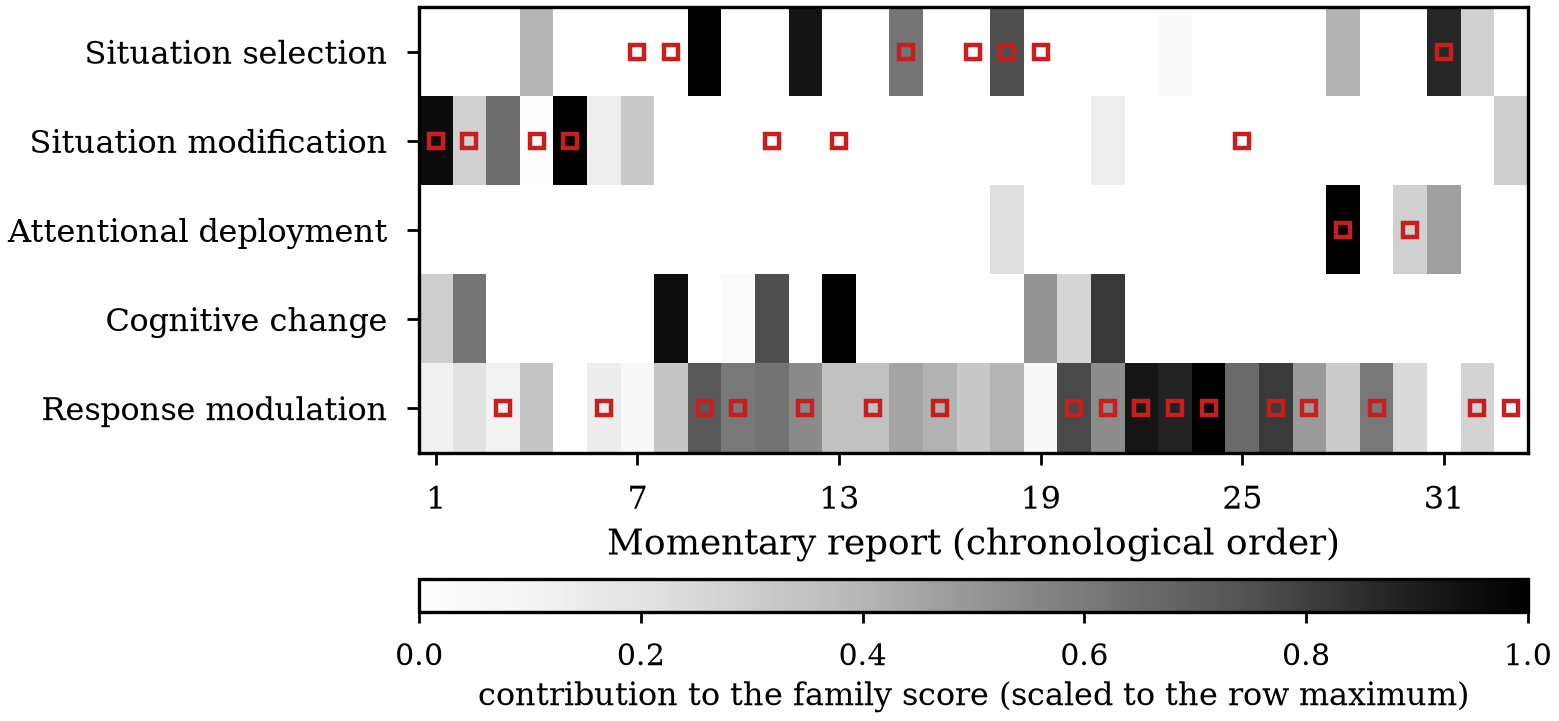 Situation selection
Situation modification
Attentional deployment
Cognitive change
Response modulation
1 7 13 19 25 31
Momentary report (chronological order)
0.0 0.2 0.4 0.6 0.8 1.0
contribution to the family score (scaled to the row maximum)